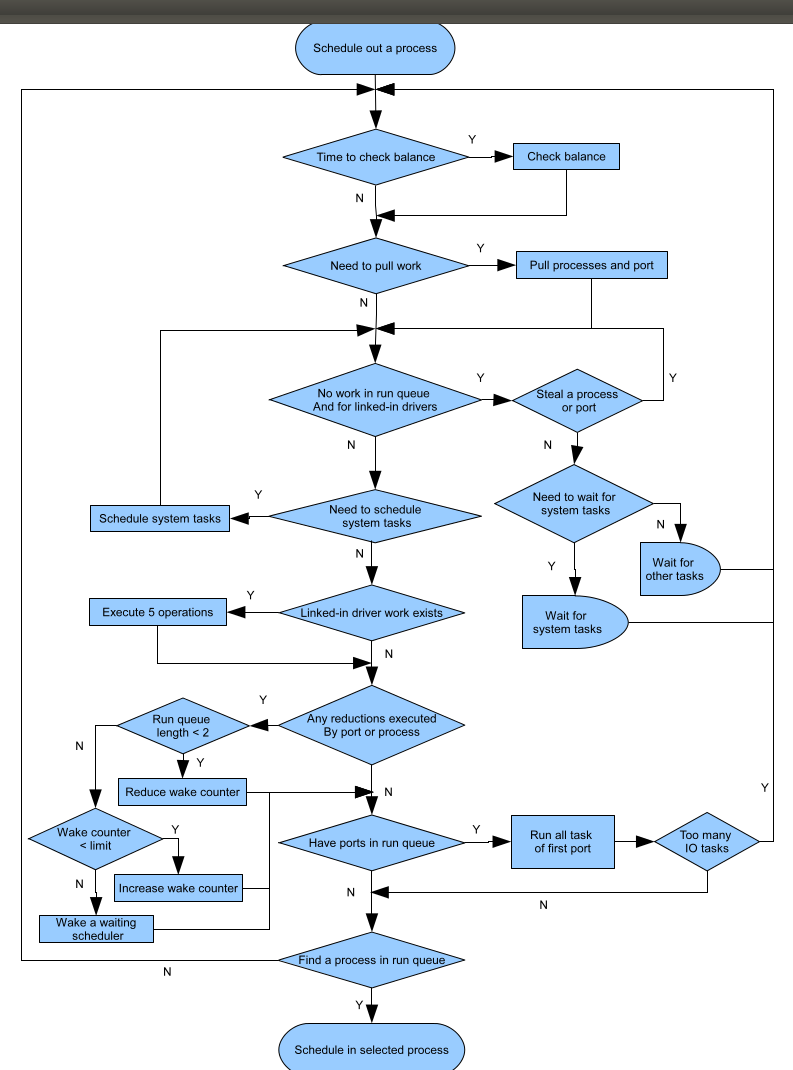 Schedule out a process
Y
Time to check balance
Check balance
N
Y
Need to pull work
Pull processes and port
N
Y
Y
No work in run queue
And for linked-in drivers
Steal a process
or port
N
N
Y
Need to schedule
system tasks
Schedule system tasks
Need to wait for
system tasks
N
N
Y
Wait for
other tasks
Y
Linked-in driver work exists
Execute 5 operations
Wait for
system tasks
N
Y
Any reductions executed
By port or process
Run queue
length < 2
N
Y
Reduce wake counter
N
Y
Wake counter
< limit
Y
Have ports in run queue
Y
Run all task
of first port
Too many
IO tasks
N
Increase wake counter
N
N
Wake a waiting
scheduler
Find a process in run queue
N
Y
Schedule in selected process